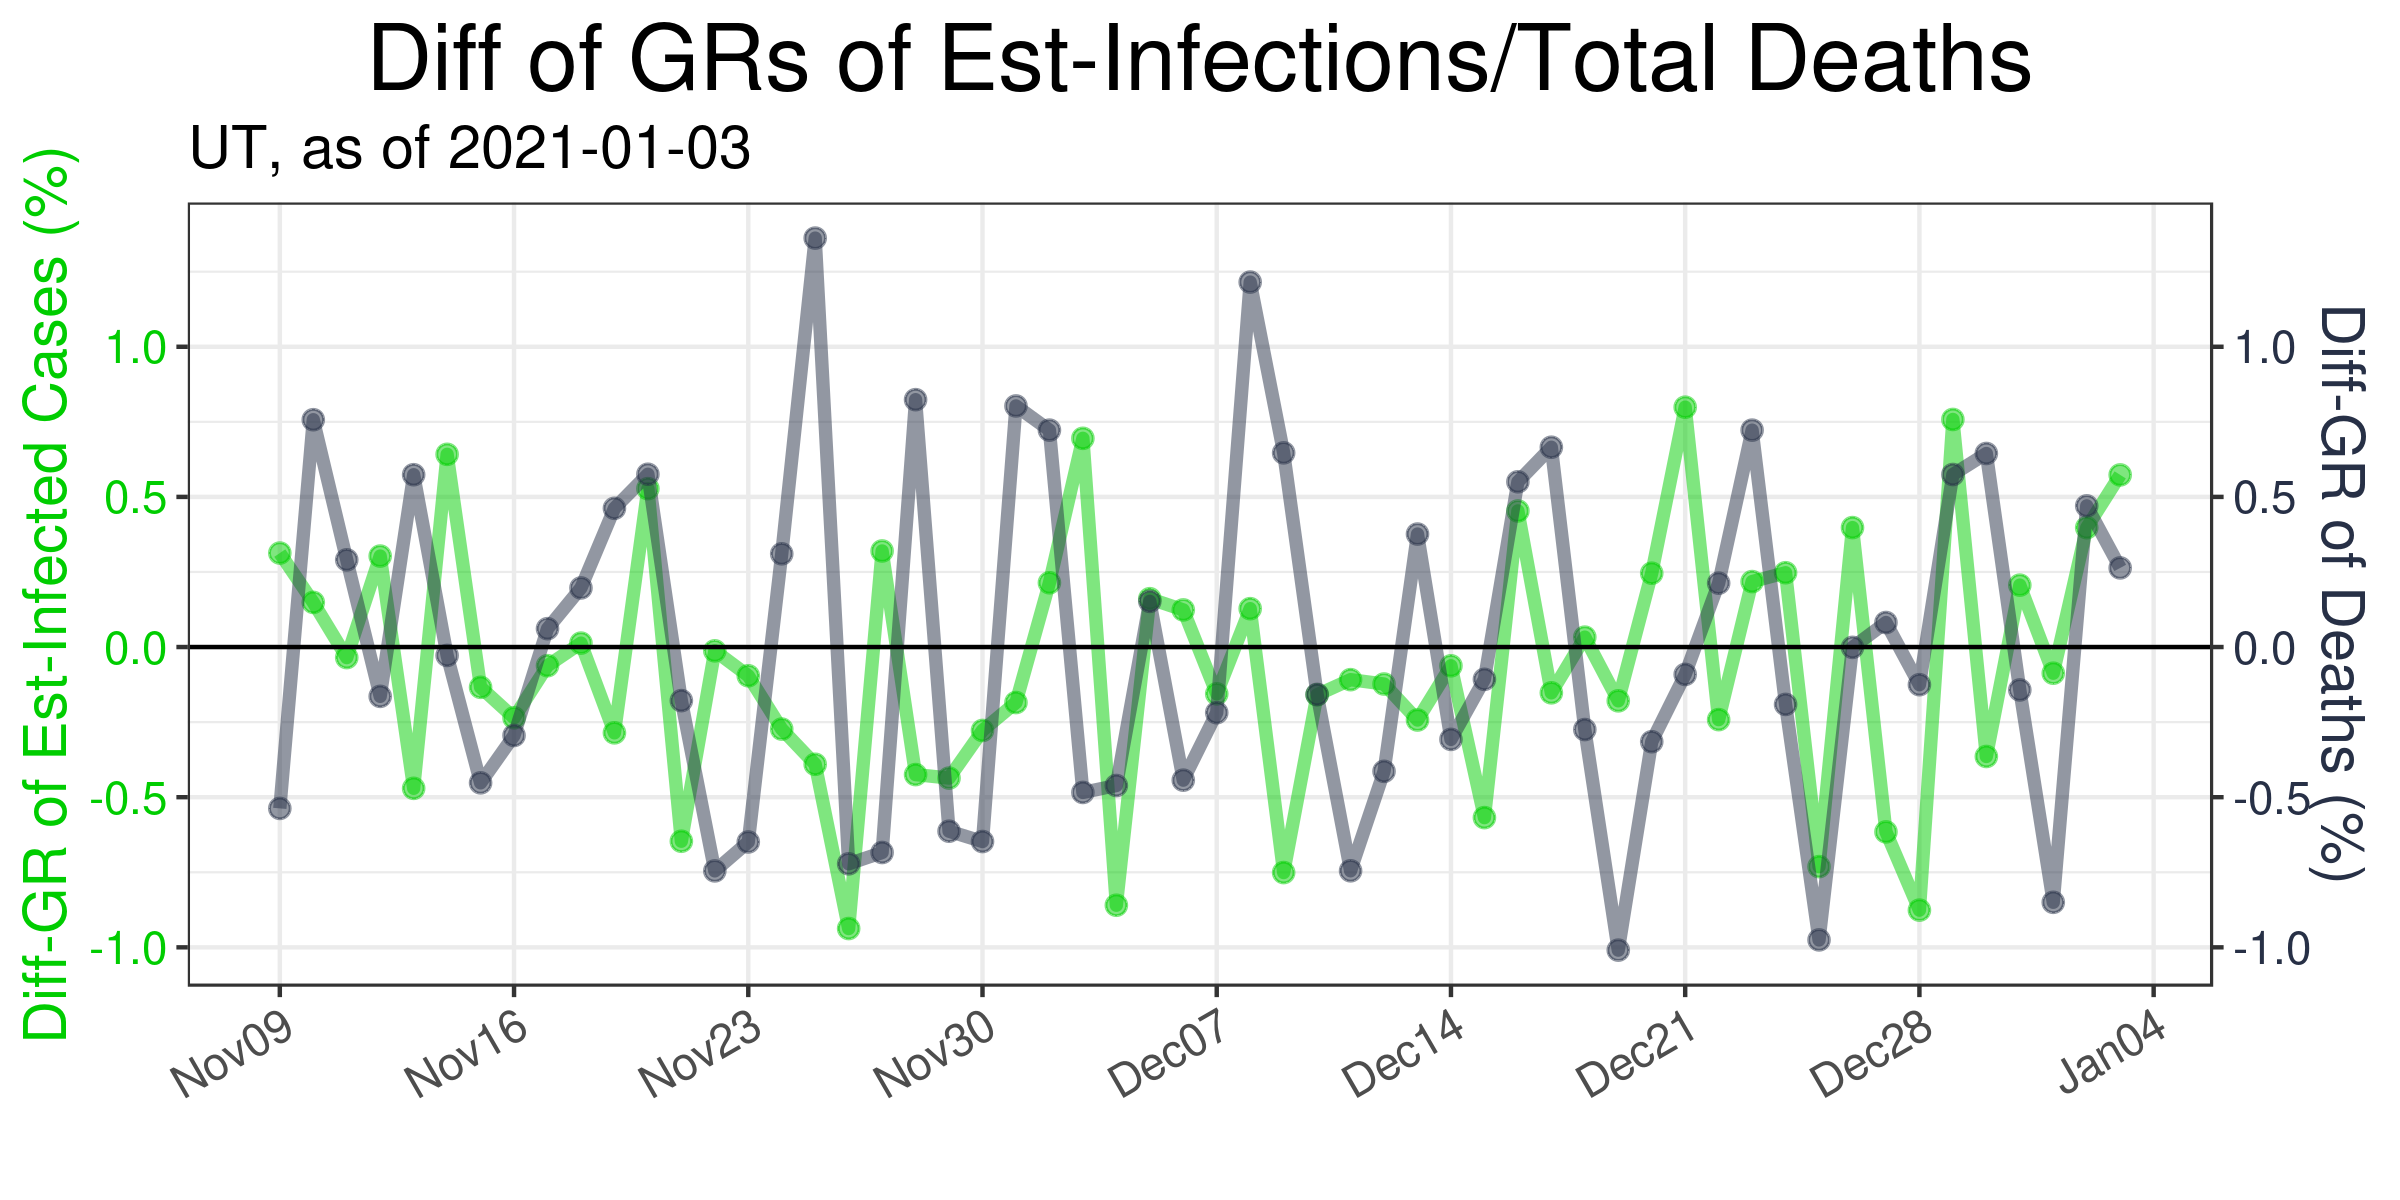 Diff of GRs of Est-Infections/Total Deaths
UT, as of 2021-01-03
Diff-GR of Est-Infected Cases (%)
1.0
0.5
0.0
-0.5
-1.0
1.0
0.5
0.0
-0.5
-1.0
Diff-GR of Deaths (%)
Nov09
Nov16
Nov23
Nov30
Dec07
Dec14
Dec21
Dec28
Jan04